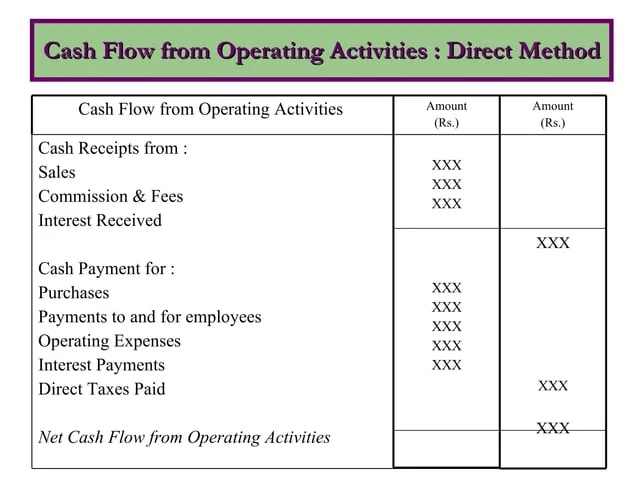 Cash Flow from Operating Activities : Direct Method
Cash Flow from Operating Activities
Amount
(Rs.)
Amount
(Rs.)
Cash Receipts from :
Sales
Commission & Fees
Interest Received
XXX
XXX
XXX
XXX
Cash Payment for :
Purchases
Payments to and for employees
Operating Expenses
Interest Payments
Direct Taxes Paid
XXX
XXX
XXX
XXX
XXX
XXX
Net Cash Flow from Operating Activities
XXX